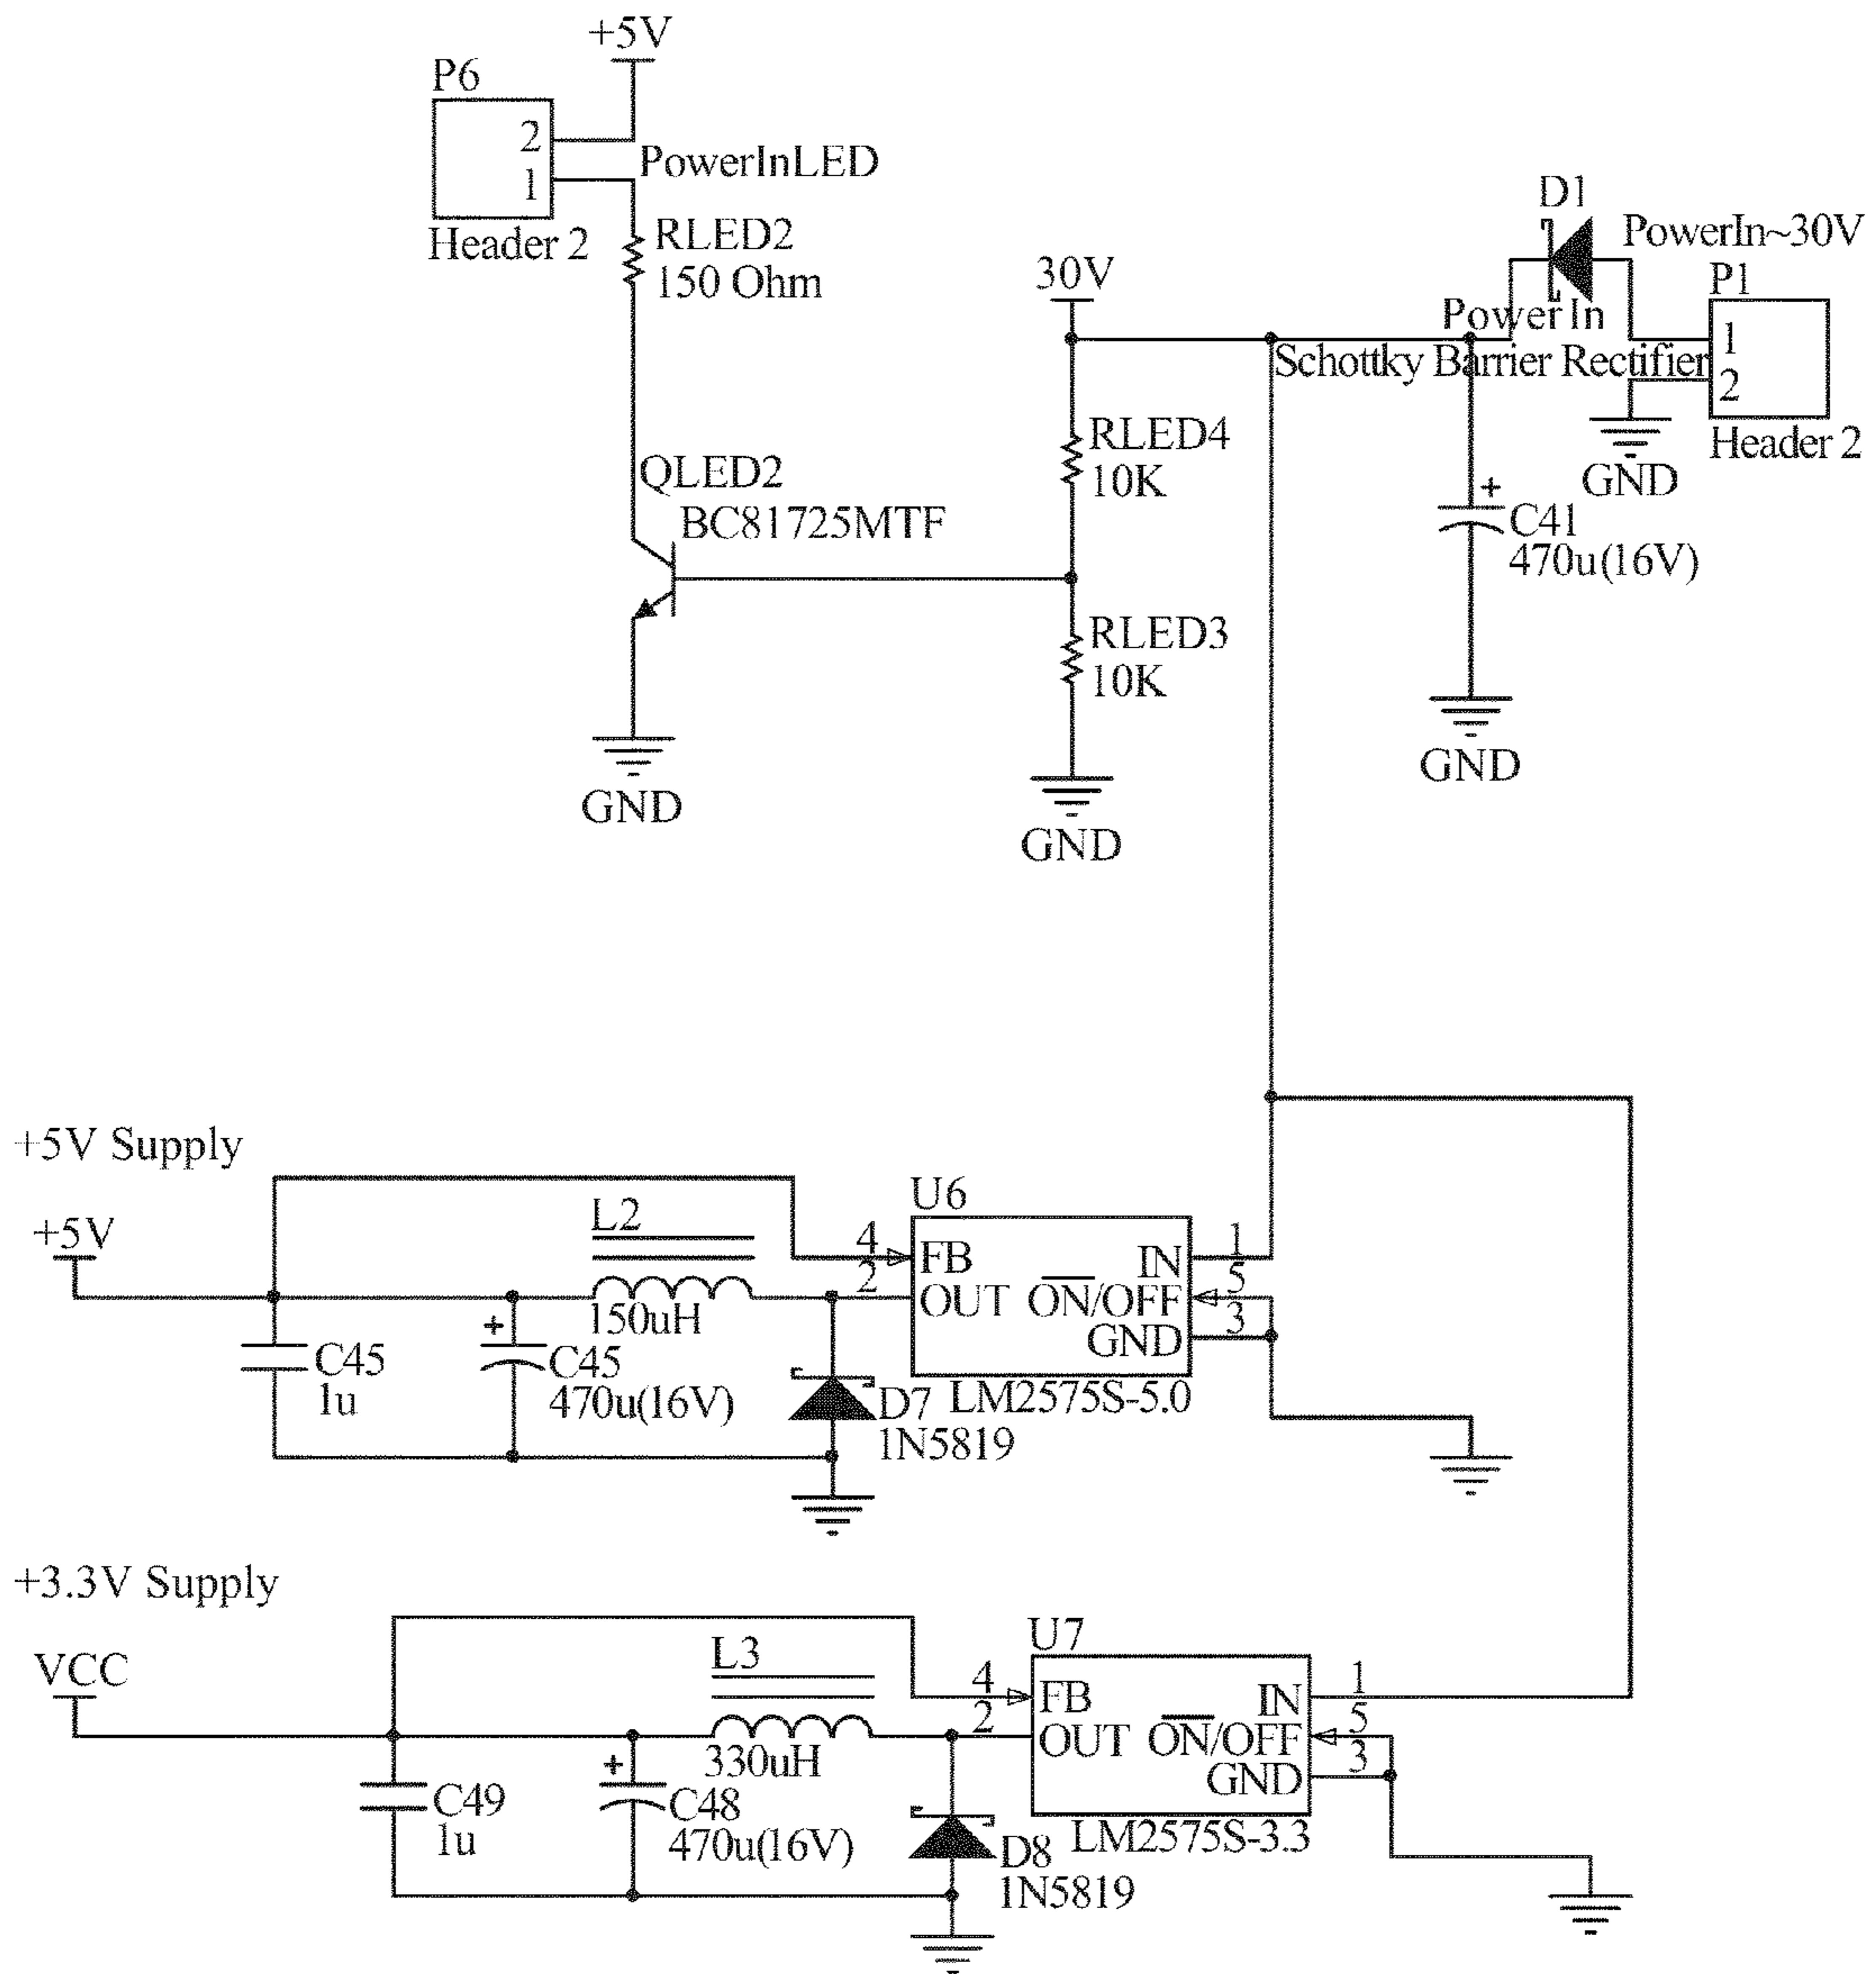 +5V
P6
2
1
Header 2
PowerInLED
RLED2
150 Ohm
QLED2
BC81725MTF
GND
30V
RLED4
10K
RLED3
10K
GND
D1
PowerIn~30V
P1
1
2
Header 2
Power In
Schottky Barrier Rectifier
GND
C41
+
470u(16V)
GND
+5V Supply
+5V
L2
150uH
C45
1u
+
C45
470u(16V)
D7
1N5819
U6
4
2
FB
OUT
IN
ON/OFF
GND
1
5
3
LM2575S-5.0
+3.3V Supply
VCC
L3
330uH
C49
1u
+
C48
470u(16V)
D8
1N5819
U7
4
2
FB
OUT
IN
ON/OFF
GND
1
5
3
LM2575S-3.3